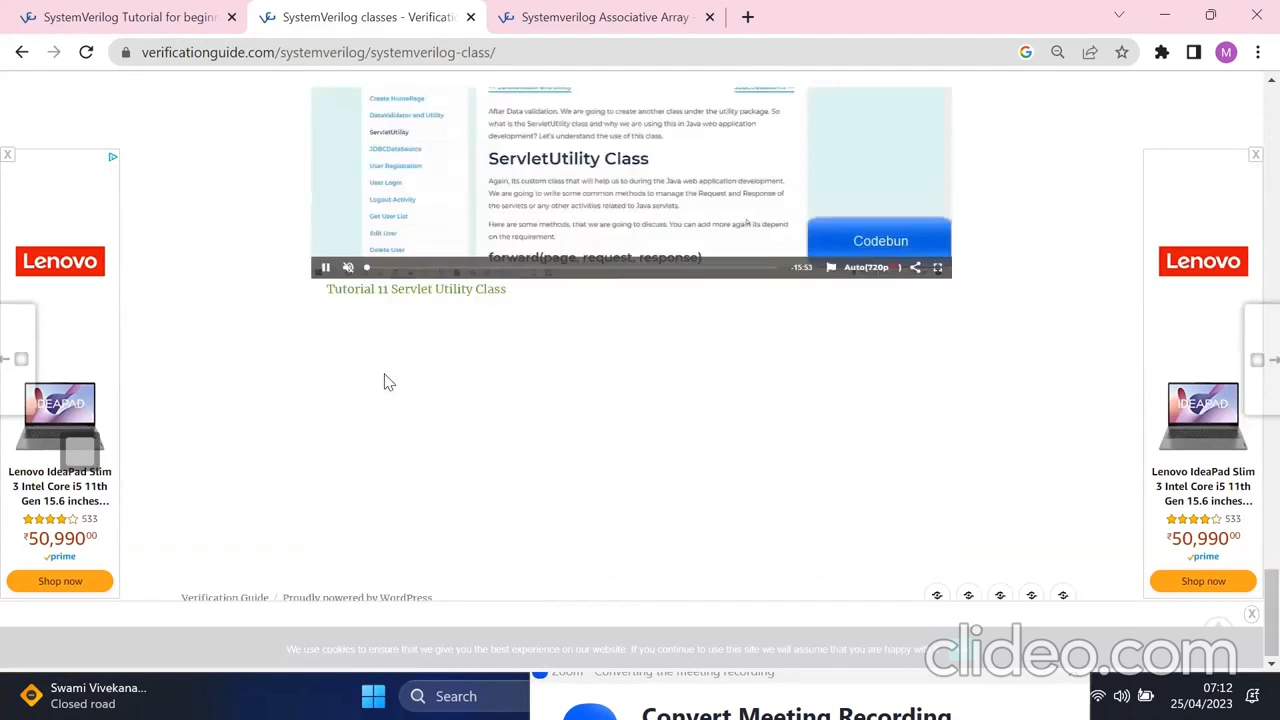 SystemVerilog Tutorial for beginn
SystemVerilog classes - Verificati
SystemVerilog Associative Array -
verificationguide.com/systemverilog/systemverilog-class/
M
Create HomePage
DataValidator and Utility
ServletUtility
JDBCDataSource
User Registration
User Login
Logout Activity
Get User List
Edit User
Delete User
After Data validation. We are going to create another class under the utility package. So
what is the ServletUtility class and why we are using this in Java web application
development? Let's understand the use of this class.
ServletUtility Class
Again, its custom class that will help us to during the Java web application development.
We are going to write some common methods to manage the Request and Response of
the servlets or any other activities related to Java servlets.
Here are some methods, that we are going to discuss. You can add more again its depend
on the requirement.
forward(page, request, response)
Codebun
-15:53
Auto(720p )
Tutorial 11 Servlet Utility Class
X
Lenovo
IDEAPAD
Lenovo IdeaPad Slim
3 Intel Core i5 11th
Gen 15.6 inches...
533
₹50,990.00
prime
Shop now
X
Lenovo
IDEAPAD
Lenovo IdeaPad Slim
3 Intel Core i5 11th
Gen 15.6 inches...
533
₹50,990.00
prime
Shop now
Verification Guide / Proudly powered by WordPress
X
We use cookies to ensure that we give you the best experience on our website. If you continue to use this site we will assume that you are happy with
clideo.com
Swami Vivekana...
Closed road
Search
Zoom - Converting the meeting recording
Convert Meeting Recording
07:12
25/04/2023